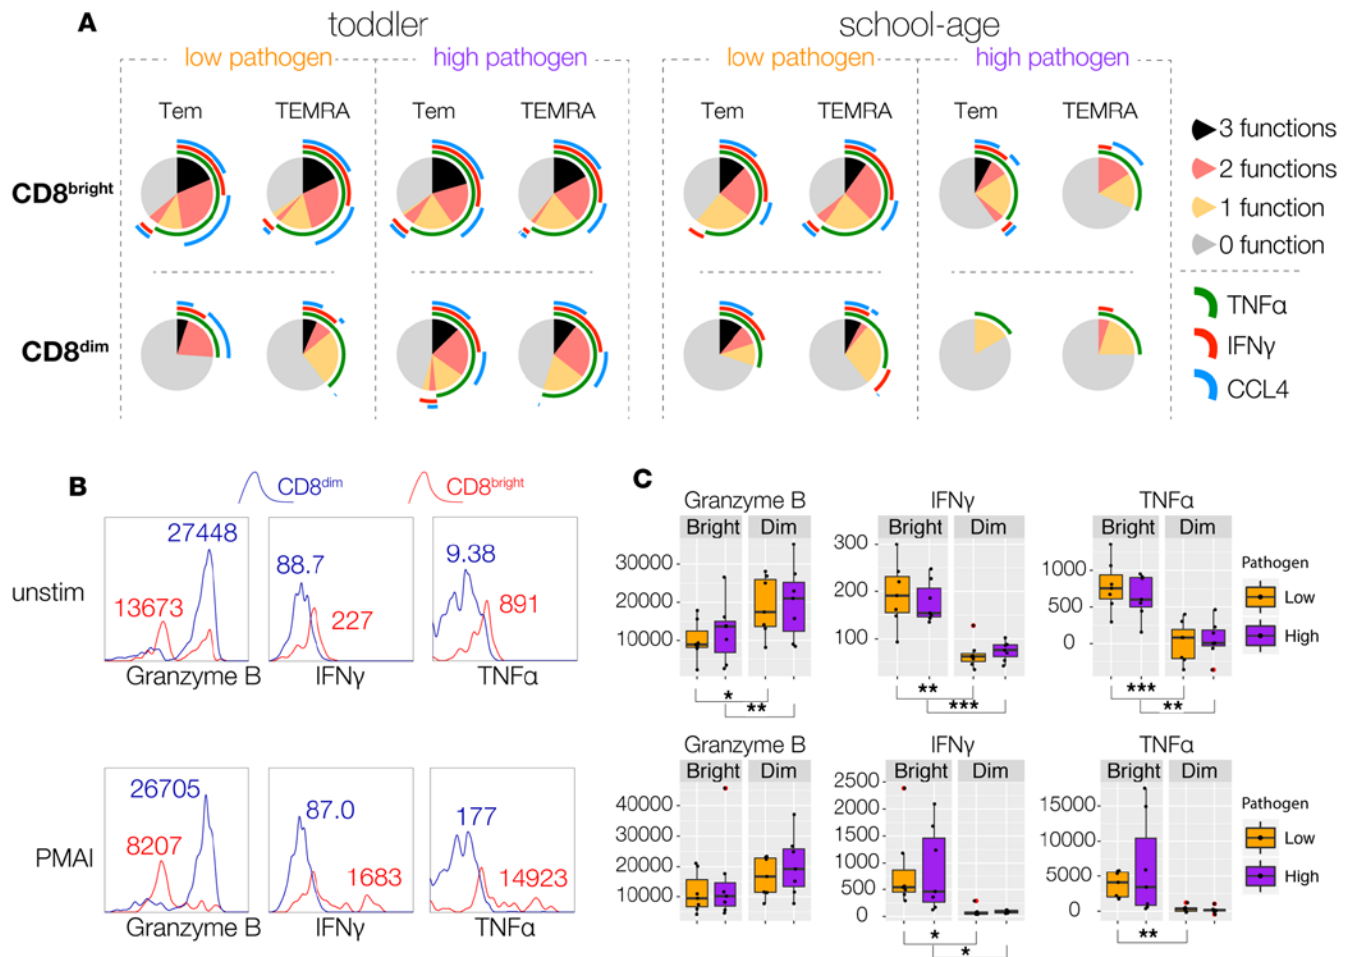 A
toddler
school-age
low pathogen
high pathogen
low pathogen
high pathogen
Tem
TEMRA
Tem
TEMRA
Tem
TEMRA
Tem
TEMRA
CD8bright
CD8dim
3 functions
2 functions
1 function
0 function
TNFα
IFNγ
CCL4
B
CD8dim
CD8bright
unstim
27448
13673
Granzyme B
88.7
227
IFNγ
9.38
891
TNFα
PMAI
26705
8207
Granzyme B
87.0
1683
IFNγ
177
14923
TNFα
C
Granzyme B
Bright
Dim
30000
20000
10000
*
**
IFNγ
Bright
Dim
300
200
100
**
***
TNFα
Bright
Dim
1000
500
0
***
**
Pathogen
Low
High
Granzyme B
Bright
Dim
40000
30000
20000
10000
IFNγ
Bright
Dim
2500
2000
1500
1000
500
0
*
*
TNFα
Bright
Dim
15000
10000
5000
0
**
Pathogen
Low
High